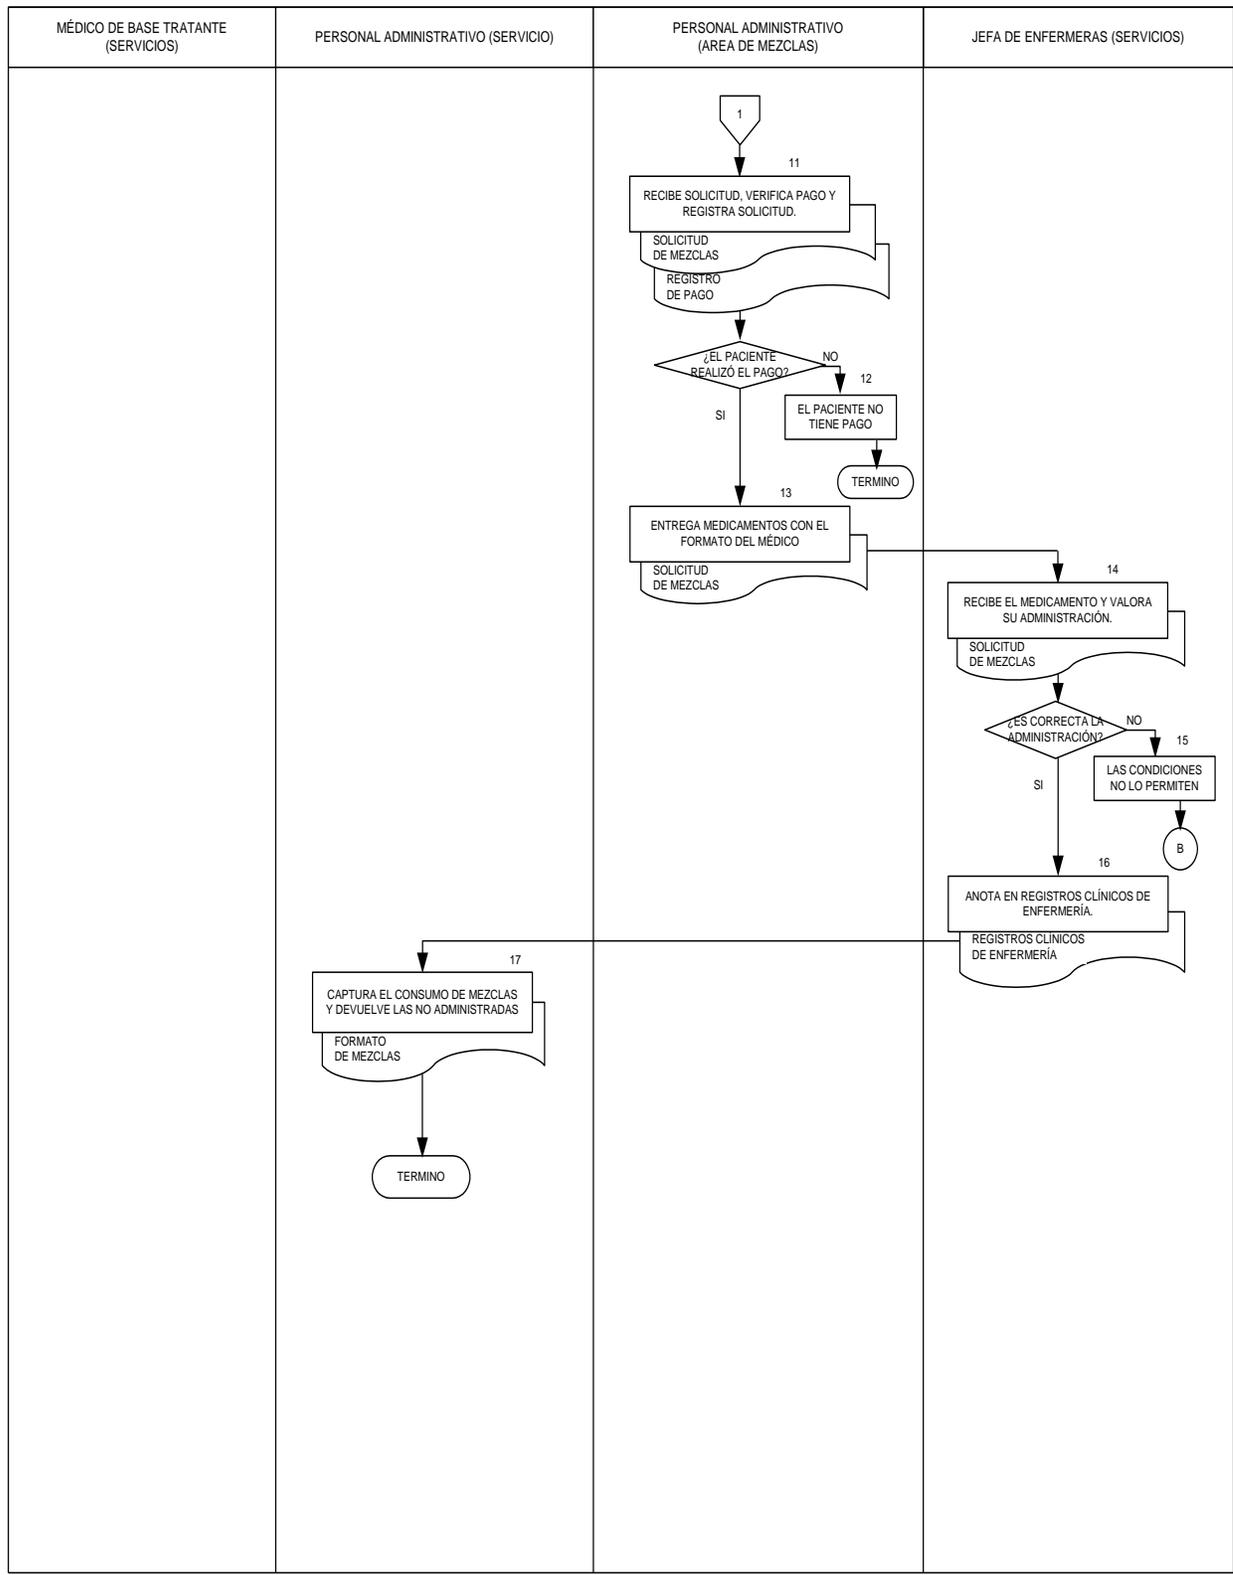 MÉDICO DE BASE TRATANTE
(SERVICIOS)
PERSONAL ADMINISTRATIVO (SERVICIO)
PERSONAL ADMINISTRATIVO
(AREA DE MEZCLAS)
JEFA DE ENFERMERAS (SERVICIOS)
1
11
RECIBE SOLICITUD, VERIFICA PAGO Y
REGISTRA SOLICITUD.
SOLICITUD
DE MEZCLAS
REGISTRO
DE PAGO
¿EL PACIENTE
REALIZÓ EL PAGO?
NO
12
SI
EL PACIENTE NO
TIENE PAGO
TERMINO
13
ENTREGA MEDICAMENTOS CON EL
FORMATO DEL MÉDICO
SOLICITUD
DE MEZCLAS
14
RECIBE EL MEDICAMENTO Y VALORA
SU ADMINISTRACIÓN.
SOLICITUD
DE MEZCLAS
¿ES CORRECTA LA
ADMINISTRACIÓN?
NO
15
SI
LAS CONDICIONES
NO LO PERMITEN
B
16
ANOTA EN REGISTROS CLÍNICOS DE
ENFERMERÍA.
REGISTROS CLÍNICOS
DE ENFERMERÍA
17
CAPTURA EL CONSUMO DE MEZCLAS
Y DEVUELVE LAS NO ADMINISTRADAS
FORMATO
DE MEZCLAS
TERMINO